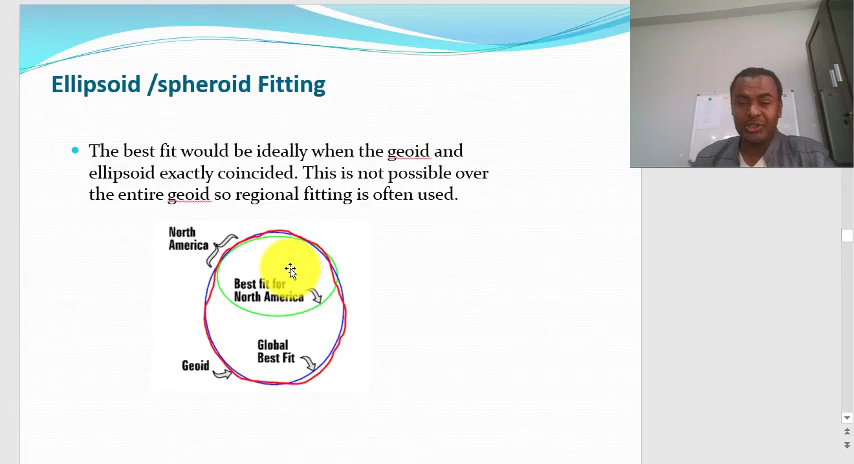 Ellipsoid /spheroid Fitting
• The best fit would be ideally when the geoid and
ellipsoid exactly coincided. This is not possible over
the entire geoid so regional fitting is often used.
North
America
Best fit for
North America
Global
Best Fit
Geoid